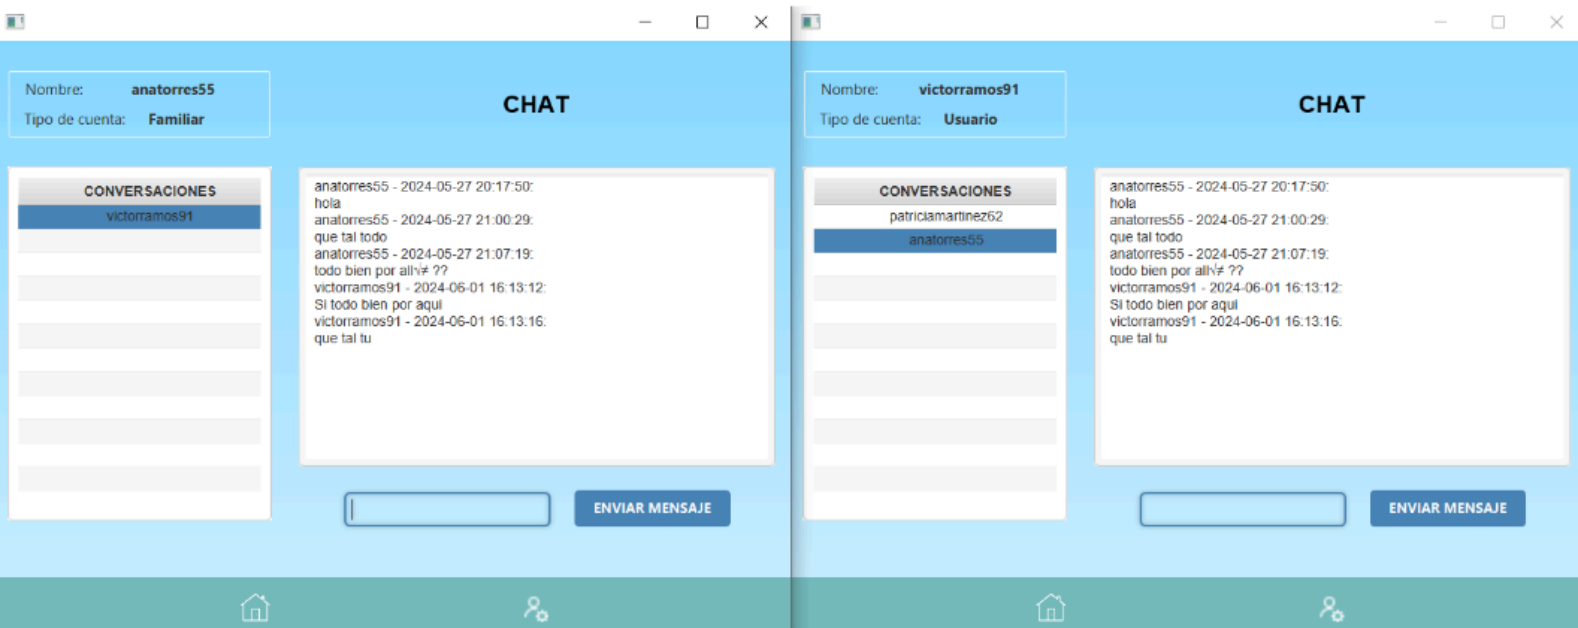 Nombre: anatorres55
Tipo de cuenta: Familiar
CHAT
CONVERSACIONES
victorramos91
anatorres55 - 2024-05-27 20:17:50:
hola
anatorres55 - 2024-05-27 21:00:29:
que tal todo
anatorres55 - 2024-05-27 21:07:19:
todo bien por all√≠ ??
victorramos91 - 2024-06-01 16:13:12:
Si todo bien por aqui
victorramos91 - 2024-06-01 16:13:16:
que tal tu
ENVIAR MENSAJE
Nombre: victorramos91
Tipo de cuenta: Usuario
CHAT
CONVERSACIONES
patriciamartinez62
anatorres55
anatorres55 - 2024-05-27 20:17:50:
hola
anatorres55 - 2024-05-27 21:00:29:
que tal todo
anatorres55 - 2024-05-27 21:07:19:
todo bien por all√≠ ??
victorramos91 - 2024-06-01 16:13:12:
Si todo bien por aqui
victorramos91 - 2024-06-01 16:13:16:
que tal tu
ENVIAR MENSAJE